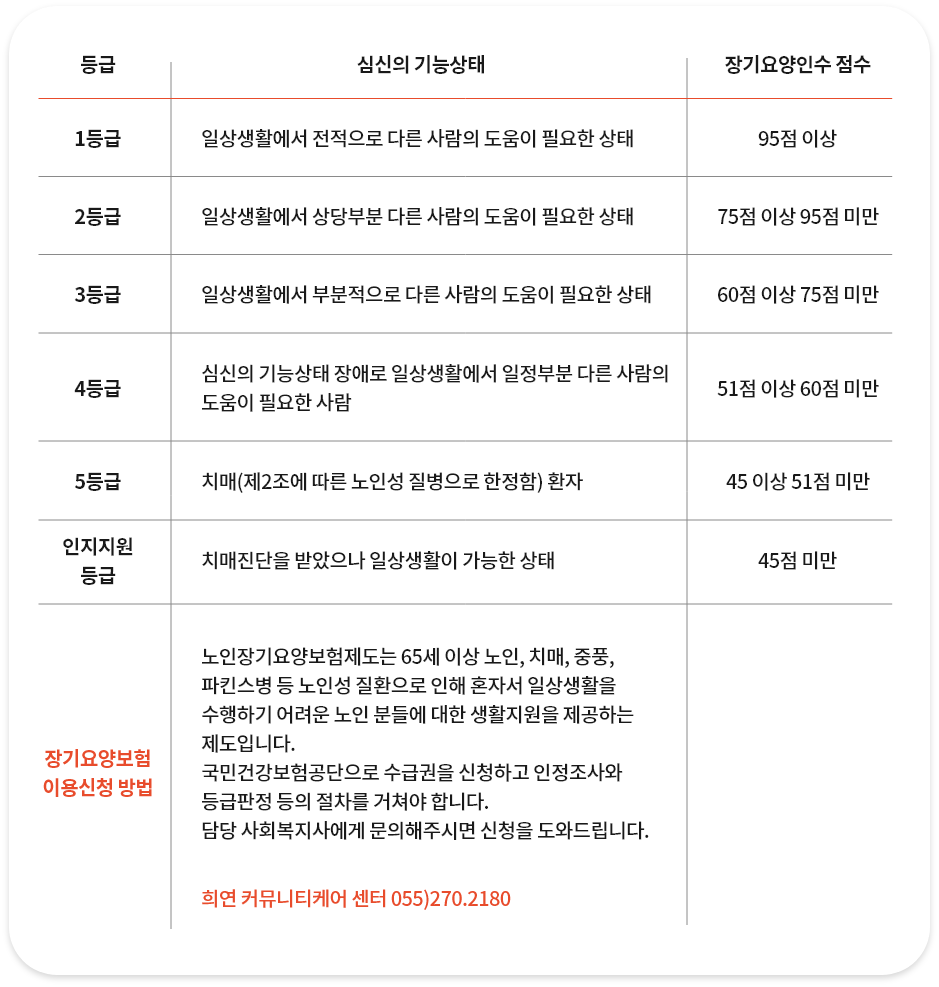 등급 심신의 기능상태 장기요양인수 점수
1등급 일상생활에서 전적으로 다른 사람의 도움이 필요한 상태 95점 이상
2등급 일상생활에서 상당부분 다른 사람의 도움이 필요한 상태 75점 이상 95점 미만
3등급 일상생활에서 부분적으로 다른 사람의 도움이 필요한 상태 60점 이상 75점 미만
4등급 심신의 기능상태 장애로 일상생활에서 일정부분 다른 사람의
도움이 필요한 사람 51점 이상 60점 미만
5등급 치매(제2조에 따른 노인성 질병으로 한정함) 환자 45 이상 51점 미만
인지지원
등급 치매진단을 받았으나 일상생활이 가능한 상태 45점 미만
장기요양보험
이용신청 방법
노인장기요양보험제도는 65세 이상 노인, 치매, 중풍,
파킨스병 등 노인성 질환으로 인해 혼자서 일상생활을
수행하기 어려운 노인 분들에 대한 생활지원을 제공하는
제도입니다.
국민건강보험공단으로 수급권을 신청하고 인정조사와
등급판정 등의 절차를 거쳐야 합니다.
담당 사회복지사에게 문의해주시면 신청을 도와드립니다.
희연 커뮤니티케어 센터 055)270.2180